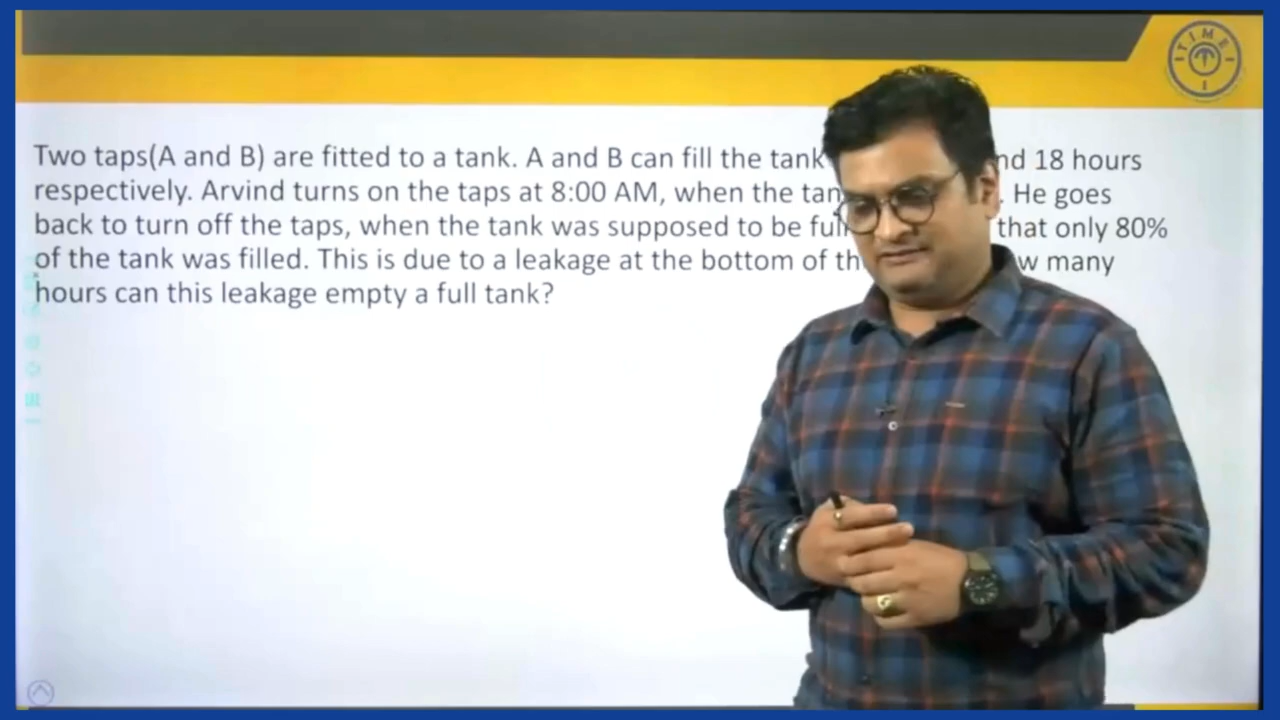 TIME
Two taps(A and B) are fitted to a tank. A and B can fill the tank nd 18 hours
respectively. Arvind turns on the taps at 8:00 AM, when the tan . He goes
back to turn off the taps, when the tank was supposed to be ful that only 80%
of the tank was filled. This is due to a leakage at the bottom of th w many
hours can this leakage empty a full tank?